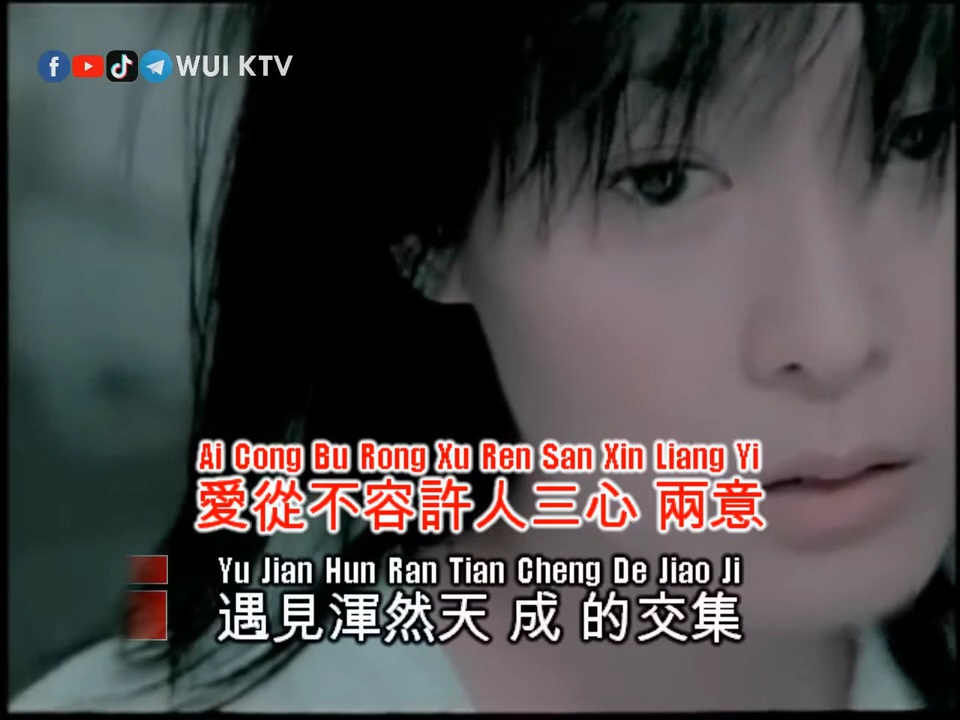 WUI KTV
Ai Cong Bu Rong Xu Ren San Xin Liang Yi
愛從不容許人三心 兩意
Yu Jian Hun Ran Tian Cheng De Jiao Ji
遇見渾然天 成 的交集